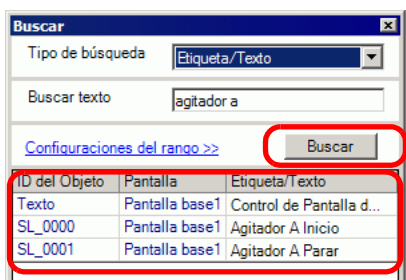 Buscar
Tipo de búsqueda Etiqueta/Texto
Buscar texto agitador a
Configuraciones del rango >> Buscar
ID del Objeto Pantalla Etiqueta/Texto
Texto Pantalla base1 Control de Pantalla d...
SL_0000 Pantalla base1 Agitador A Inicio
SL_0001 Pantalla base1 Agitador A Parar